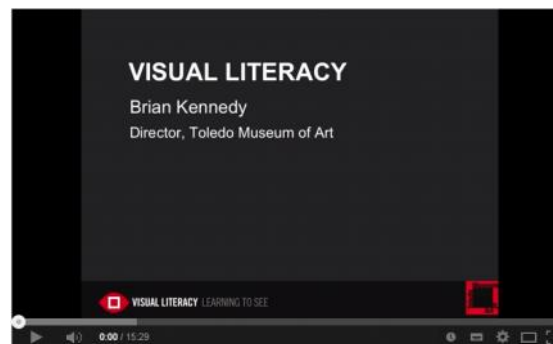 VISUAL LITERACY
Brian Kennedy
Director, Toledo Museum of Art
VISUAL LITERACY LEARNING TO SEE
0:00 / 15:29